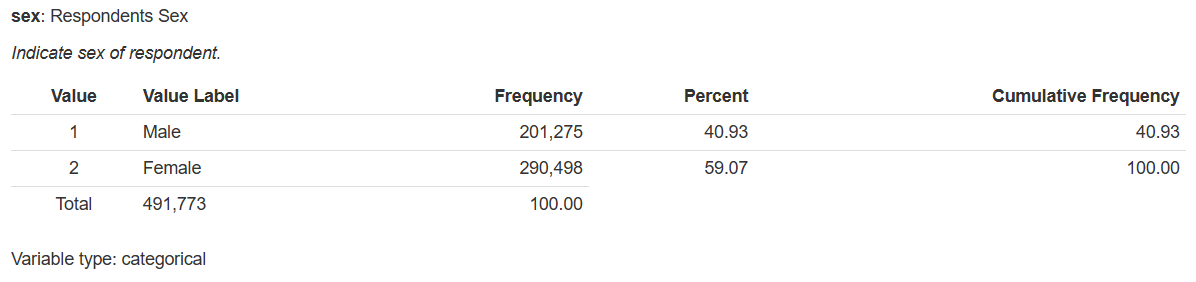 sex: Respondents Sex
Indicate sex of respondent.
Value Value Label Frequency Percent Cumulative Frequency
1 Male 201,275 40.93 40.93
2 Female 290,498 59.07 100.00
Total 491,773 100.00
Variable type: categorical